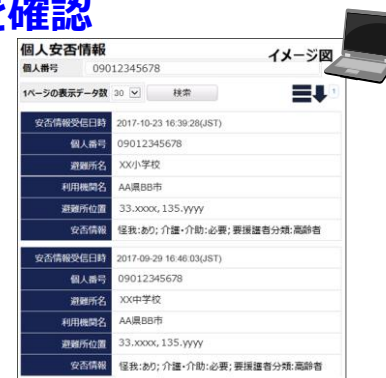 確認
個人安否情報
イメージ図
個人番号 09012345678
1ページの表示データ数 30 検索
安否情報受信日時 2017-10-23 16:39:28(JST)
個人番号 09012345678
避難所名 XX小学校
利用機関名 AA県BB市
避難所位置 33.xxxx, 135.yyyy
安否情報 怪我:あり; 介護・介助:必要; 要援護者分類:高齢者
安否情報受信日時 2017-09-29 16:46:03(JST)
個人番号 09012345678
避難所名 XX中学校
利用機関名 AA県BB市
避難所位置 33.xxxx, 135.yyyy
安否情報 怪我:あり; 介護・介助:必要; 要援護者分類:高齢者